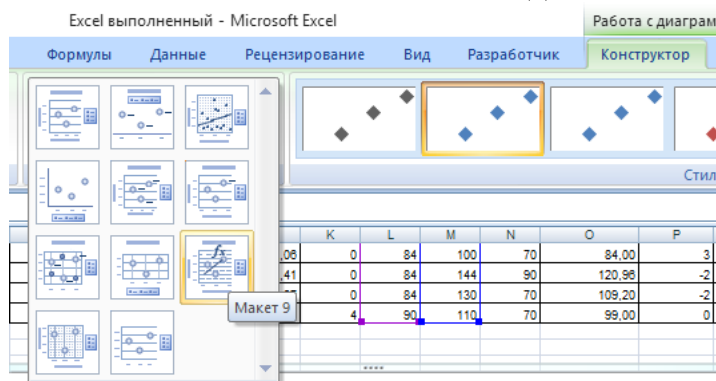 Excel выполненный - Microsoft Excel Работа с диаграм
Формулы Данные Рецензирование Вид Разработчик Конструктор
Стил
K L M N O P
,06 0 84 100 70 84,00 3
,41 0 84 144 90 120,96 -2
0 84 130 70 109,20 -2
4 90 110 70 99,00 0
Макет 9